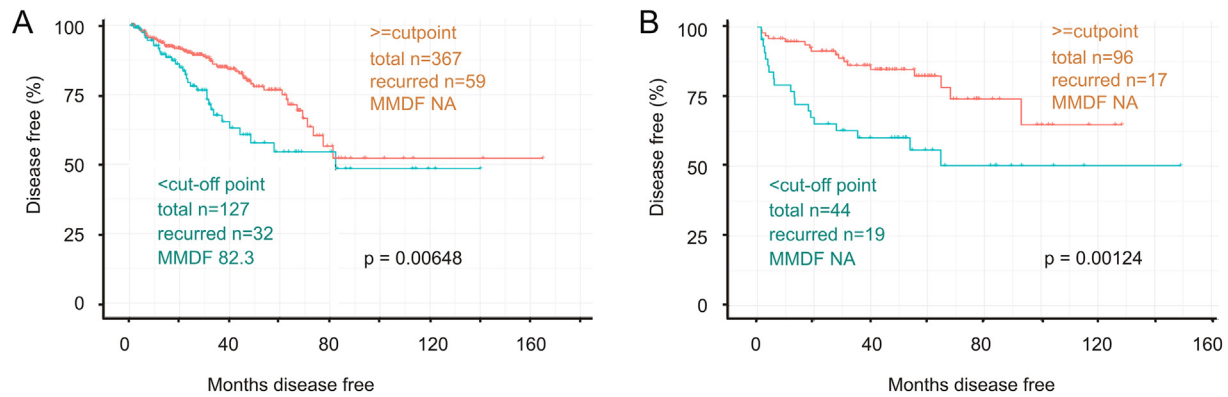 A
Disease free (%)
100
75
50
25
0
>=cutpoint
total n=367
recurred n=59
MMDF NA
<cut-off point
total n=127
recurred n=32
MMDF 82.3
p = 0.00648
0 40 80 120 160
Months disease free
B
Disease free (%)
100
75
50
25
0
>=cutpoint
total n=96
recurred n=17
MMDF NA
<cut-off point
total n=44
recurred n=19
MMDF NA
p = 0.00124
0 40 80 120 160
Months disease free